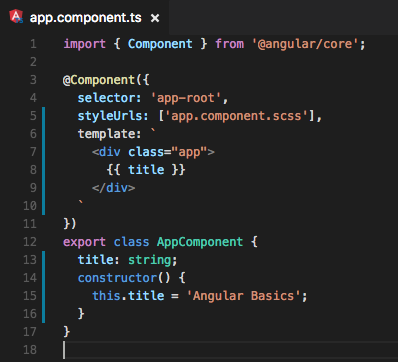 app.component.ts ×
1 import { Component } from '@angular/core';
2
3 @Component({
4   selector: 'app-root',
5   styleUrls: ['app.component.scss'],
6   template: `
7     <div class="app">
8       {{ title }}
9     </div>
10   `
11 })
12 export class AppComponent {
13   title: string;
14   constructor() {
15     this.title = 'Angular Basics';
16   }
17 }
18